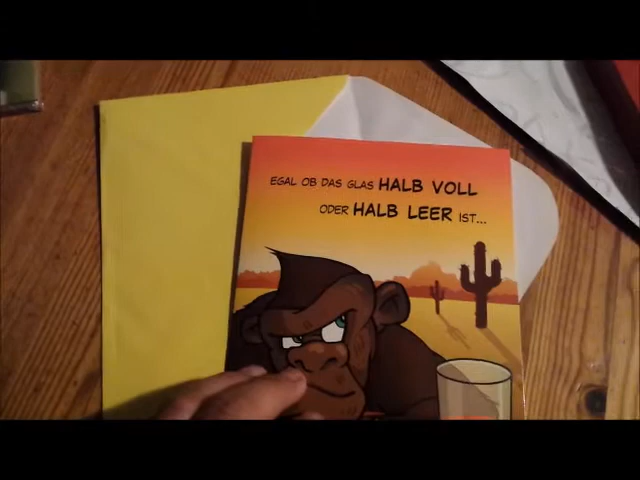 EGAL OB DAS GLAS HALB VOLL
ODER HALB LEER IST...